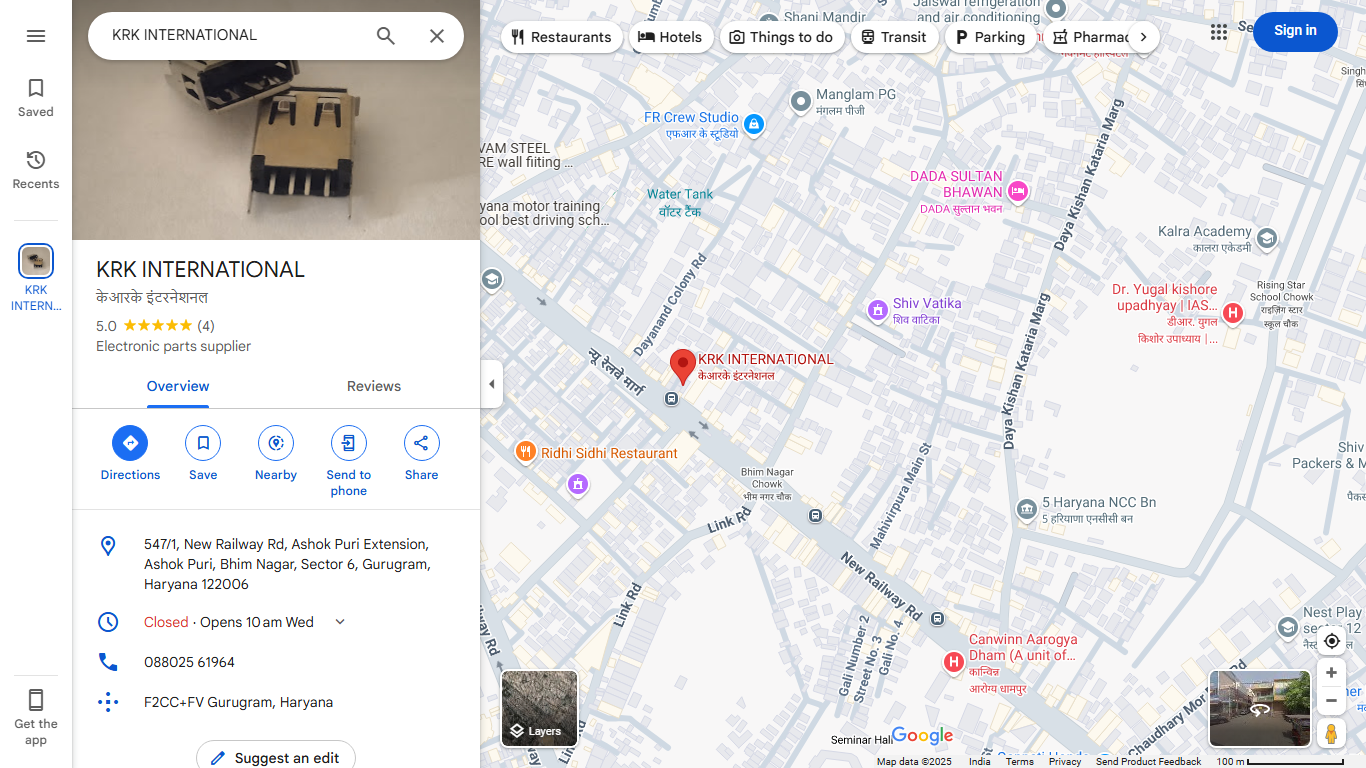 KRK INTERNATIONAL
Saved
Recents
KRK
INTERN...
Get the
app
KRK INTERNATIONAL
केआरके इंटरनेशनल
5.0
(4)
Electronic parts supplier
Overview
Reviews
Directions
Save
Nearby
Send to
phone
Share
547/1, New Railway Rd, Ashok Puri Extension,
Ashok Puri, Bhim Nagar, Sector 6, Gurugram,
Haryana 122006
Closed · Opens 10 am Wed
088025 61964
F2CC+FV Gurugram, Haryana
Suggest an edit
Restaurants
Hotels
Things to do
Transit
Parking
Pharmac
Sign in
Shani Mandir
Jaiswal refrigeration
and air conditioning
Manglam PG
मंगलम पीजी
FR Crew Studio
एफआर के स्टूडियो
VAM STEEL
RE wall fiiting ...
yana motor training
ool best driving sch...
Water Tank
वॉटर टैंक
DADA SULTAN
BHAWAN
DADA सुल्तान भवन
Daya Kishan Kataria Marg
Kalra Academy
कालरा एकेडमी
Dayanand Colony Rd
Shiv Vatika
शिव वाटिका
Dr. Yugal kishore
upadhyay | IAS...
डीआर. युगल
किशोर उपाध्याय |...
Rising Star
School Chowk
राइज़िंग स्टार
स्कूल चौक
KRK INTERNATIONAL
केआरके इंटरनेशनल
न्यू रेलवे मार्ग
Daya Kishan Kataria Marg
Ridhi Sidhi Restaurant
Bhim Nagar
Chowk
भीम नगर चौक
Shiv
Packers & M
Mahivirpura Main St
5 Haryana NCC Bn
5 हरियाणा एनसीसी बन
Link Rd
New Railway Rd
Link Rd
Nest Play
Gali Number 2
Street No. 3
Gali No. 4
Canwinn Aarogya
Dham (A unit of...
कान्विन्न
आरोग्य धामपुर
Layers
Seminar Hall
Google
Map data ©2025
India
Terms
Privacy
Send Product Feedback
100 m